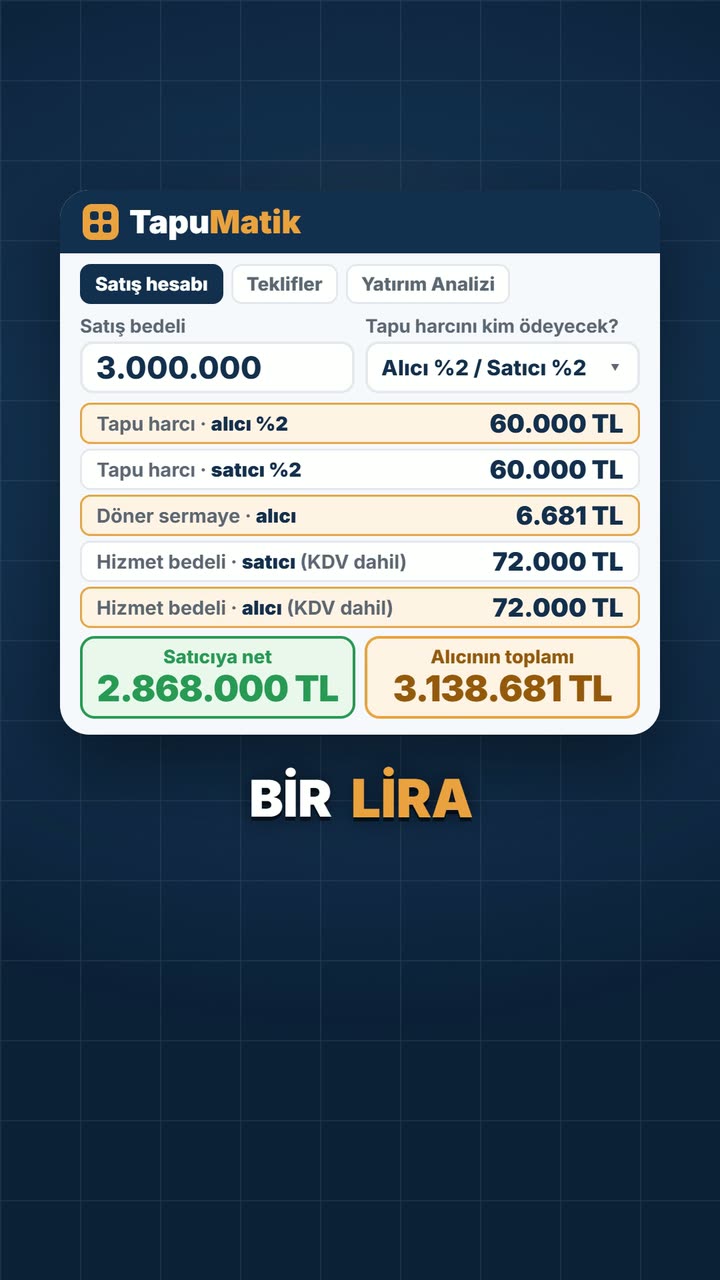 TapuMatik
Satış hesabı Teklifler Yatırım Analizi
Satış bedeli Tapu harcını kim ödeyecek?
3.000.000 Alıcı %2 / Satıcı %2
Tapu harcı · alıcı %2 60.000 TL
Tapu harcı · satıcı %2 60.000 TL
Döner sermaye · alıcı 6.681 TL
Hizmet bedeli · satıcı (KDV dahil) 72.000 TL
Hizmet bedeli · alıcı (KDV dahil) 72.000 TL
Satıcıya net Alıcının toplamı
2.868.000 TL 3.138.681 TL
BİR LİRA